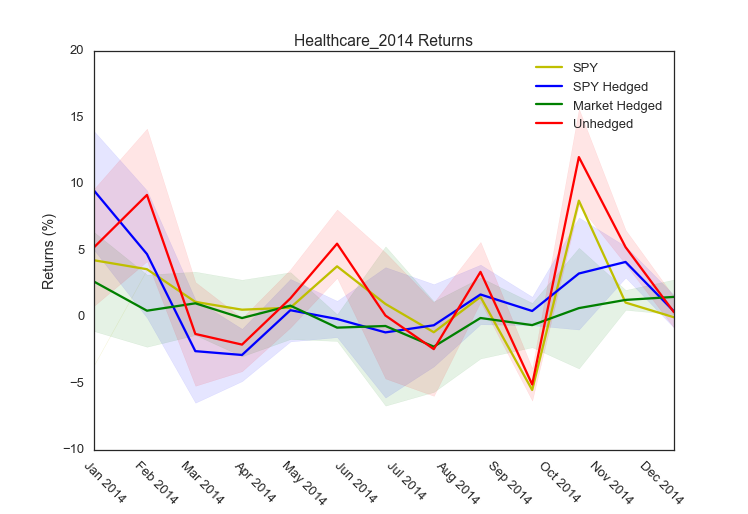 Healthcare_2014 Returns
20
15
10
5
0
−5
−10
Returns (%)
SPY
SPY Hedged
Market Hedged
Unhedged
Jan 2014
Feb 2014
Mar 2014
Apr 2014
May 2014
Jun 2014
Jul 2014
Aug 2014
Sep 2014
Oct 2014
Nov 2014
Dec 2014